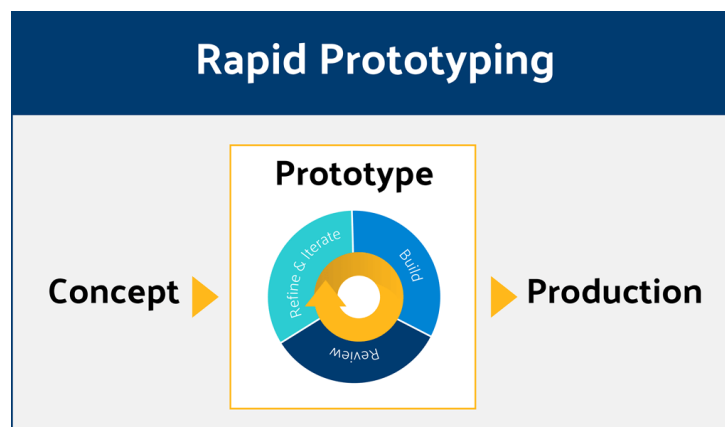 Rapid Prototyping
Prototype
Concept
Refine & Iterate
Build
Review
Production